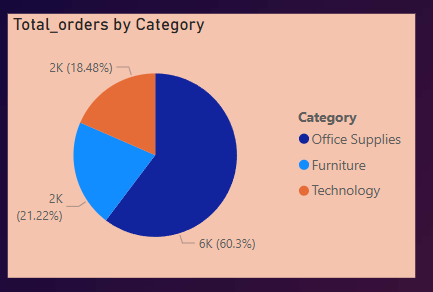 Total_orders by Category
2K (18.48%)
2K
(21.22%)
6K (60.3%)
Category
Office Supplies
Furniture
Technology